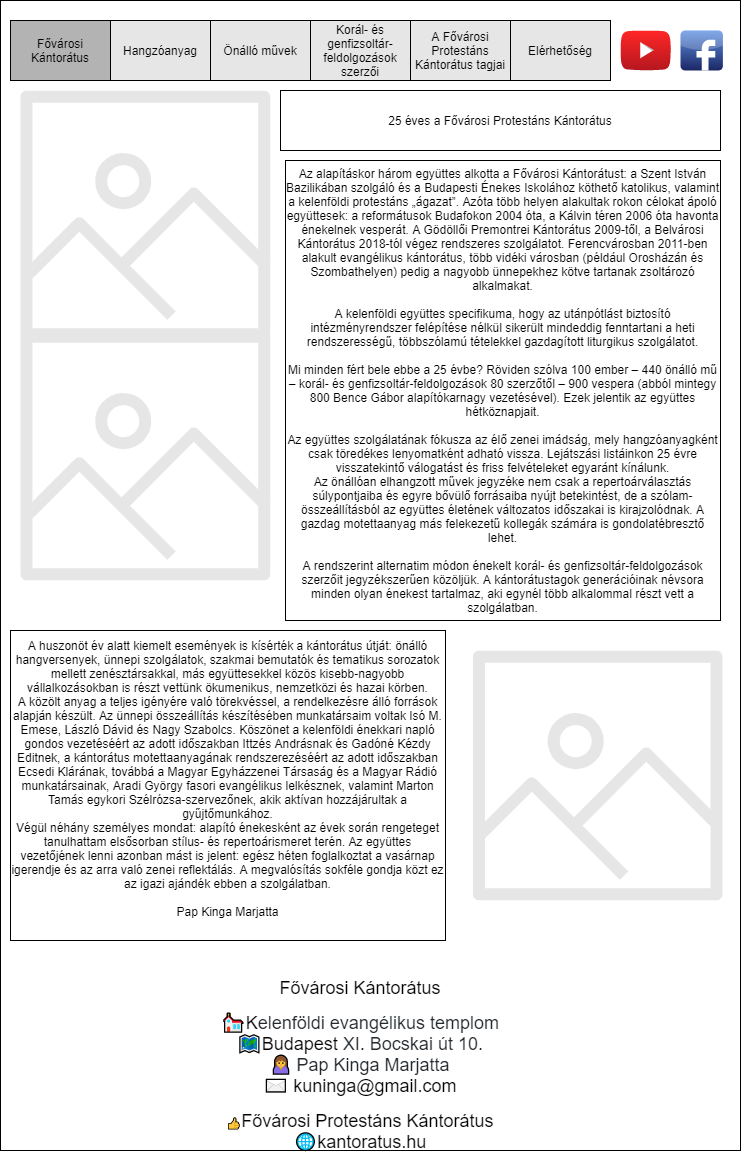 Fővárosi
Kántorátus
Hangzóanyag
Önálló művek
Korál- és
genfizsoltár-
feldolgozások
szerzői
A Fővárosi
Protestáns
Kántorátus tagjai
Elérhetőség
25 éves a Fővárosi Protestáns Kántorátus
Az alapításkor három együttes alkotta a Fővárosi Kántorátust: a Szent István
Bazilikában szolgáló és a Budapesti Énekes Iskolához köthető katolikus, valamint
a kelenföldi protestáns „ágazat”. Azóta több helyen alakultak rokon célokat ápoló
együttesek: a reformátusok Budafokon 2004 óta, a Kálvin téren 2006 óta havonta
énekelnek vesperát. A Gödöllői Premontrei Kántorátus 2009-től, a Belvárosi
Kántorátus 2018-tól végez rendszeres szolgálatot. Ferencvárosban 2011-ben
alakult evangélikus kántorátus, több vidéki városban (például Orosházán és
Szombathelyen) pedig a nagyobb ünnepekhez kötve tartanak zsoltározó
alkalmakat.
A kelenföldi együttes specifikuma, hogy az utánpótlást biztosító
intézményrendszer felépítése nélkül sikerült mindeddig fenntartani a heti
rendszerességű, többszólamú tételekkel gazdagított liturgikus szolgálatot.
Mi minden fért bele ebbe a 25 évbe? Röviden szólva 100 ember – 440 önálló mű
– korál- és genfizsoltár-feldolgozások 80 szerzőtől – 900 vespera (abból mintegy
800 Bence Gábor alapítókarnagy vezetésével). Ezek jelentik az együttes
hétköznapjait.
Az együttes szolgálatának fókusza az élő zenei imádság, mely hangzóanyagként
csak töredékes lenyomatként adható vissza. Lejátszási listáinkon 25 évre
visszatekintő válogatást és friss felvételeket egyaránt kínálunk.
Az önállóan elhangzott művek jegyzéke nem csak a repertoárválasztás
súlypontjaiba és egyre bővülő forrásaiba nyújt betekintést, de a szólam-
összeállításból az együttes életének változatos időszakai is kirajzolódnak. A
gazdag motettaanyag más felekezetű kollegák számára is gondolatébresztő
lehet.
A rendszerint alternatim módon énekelt korál- és genfizsoltár-feldolgozások
szerzőit jegyzékszerűen közöljük. A kántorátustagok generációinak névsora
minden olyan énekest tartalmaz, aki egynél több alkalommal részt vett a
szolgálatban.
A huszonöt év alatt kiemelt események is kísérték a kántorátus útját: önálló
hangversenyek, ünnepi szolgálatok, szakmai bemutatók és tematikus sorozatok
mellett zenésztársakkal, más együttesekkel közös kisebb-nagyobb
vállalkozásokban is részt vettünk ökumenikus, nemzetközi és hazai körben.
A közölt anyag a teljes igényére való törekvéssel, a rendelkezésre álló források
alapján készült. Az ünnepi összeállítás készítésében munkatársaim voltak Isó M.
Emese, László Dávid és Nagy Szabolcs. Köszönet a kelenföldi énekkari napló
gondos vezetéséért az adott időszakban Ittzés Andrásnak és Gadóné Kézdy
Editnek, a kántorátus motettaanyagának rendszerezéséért az adott időszakban
Ecsedi Klárának, továbbá a Magyar Egyházzenei Társaság és a Magyar Rádió
munkatársainak, Aradi György fasori evangélikus lelkésznek, valamint Marton
Tamás egykori Szélrózsa-szervezőnek, akik aktívan hozzájárultak a
gyűjtőmunkához.
Végül néhány személyes mondat: alapító énekesként az évek során rengeteget
tanulhattam elsősorban stílus- és repertoárismeret terén. Az együttes
vezetőjének lenni azonban mást is jelent: egész héten foglalkoztat a vasárnap
igerendje és az arra való zenei reflektálás. A megvalósítás sokféle gondja közt ez
az igazi ajándék ebben a szolgálatban.
Pap Kinga Marjatta
Fővárosi Kántorátus
Kelenföldi evangélikus templom
Budapest XI. Bocskai út 10.
Pap Kinga Marjatta
kuninga@gmail.com
Fővárosi Protestáns Kántorátus
kantoratus.hu